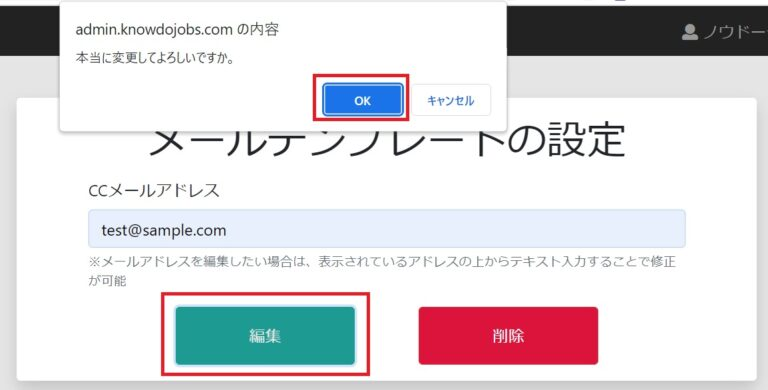 admin.knowdojobs.com の内容
本当に変更してよろしいですか。
OK
キャンセル
ノウドー
メールテンプレートの設定
CCメールアドレス
test@sample.com
※メールアドレスを編集したい場合は、表示されているアドレスの上からテキスト入力することで修正
が可能
編集
削除